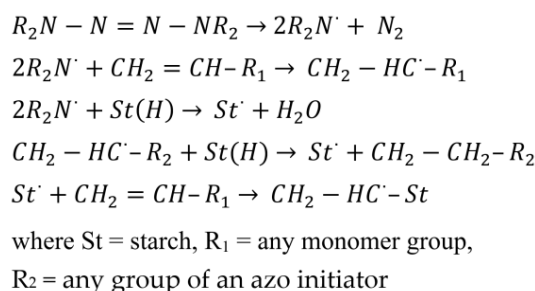 R₂N – N = N – NR₂ → 2R₂N˙ + N₂
2R₂N˙ + CH₂ = CH–R₁ → CH₂ – HC˙–R₁
2R₂N˙ + St(H) → St˙ + H₂O
CH₂ – HC˙–R₂ + St(H) → St˙ + CH₂ – CH₂–R₂
St˙ + CH₂ = CH–R₁ → CH₂ – HC˙–St
where St = starch, R₁ = any monomer group,
R₂ = any group of an azo initiator